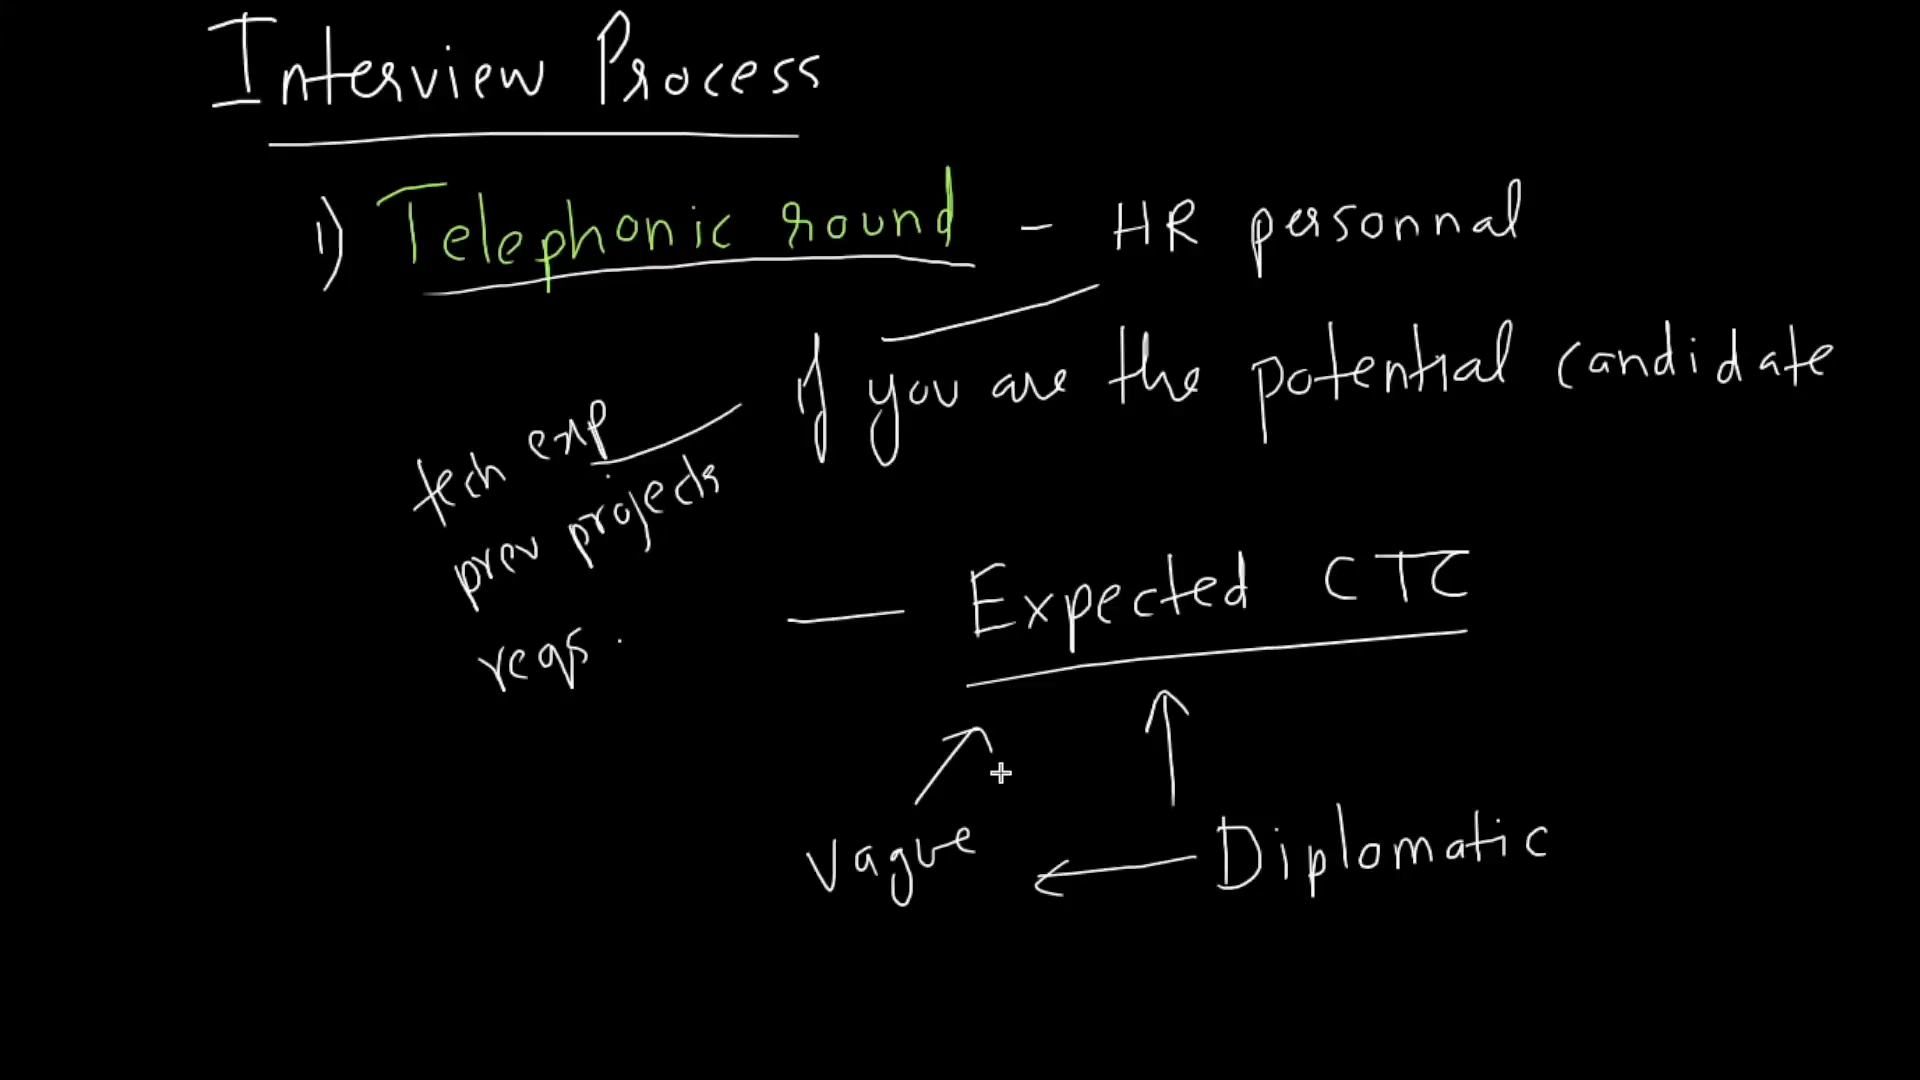 Interview Process
1) Telephonic round - HR personnal
if you are the potential candidate
tech exp
prev projects
reqs.
— Expected CTC
Vague ← Diplomatic